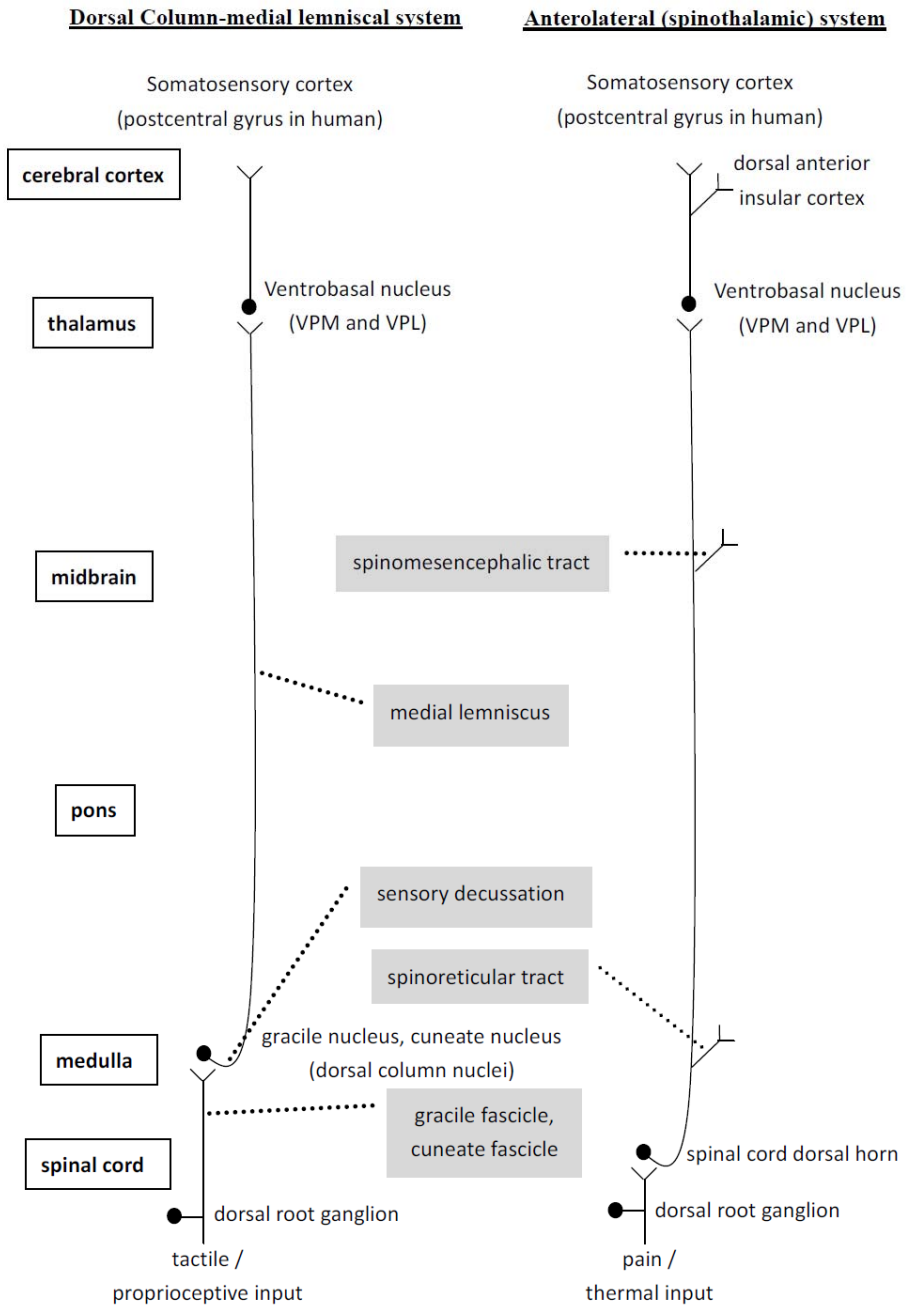 Dorsal Column-medial lemniscal system
Anterolateral (spinothalamic) system
Somatosensory cortex
(postcentral gyrus in human)
Somatosensory cortex
(postcentral gyrus in human)
cerebral cortex
dorsal anterior
insular cortex
thalamus
Ventrobasal nucleus
(VPM and VPL)
Ventrobasal nucleus
(VPM and VPL)
midbrain
spinomesencephalic tract
medial lemniscus
pons
sensory decussation
spinoreticular tract
medulla
gracile nucleus, cuneate nucleus
(dorsal column nuclei)
gracile fascicle,
cuneate fascicle
spinal cord
spinal cord dorsal horn
dorsal root ganglion
dorsal root ganglion
tactile /
proprioceptive input
pain /
thermal input